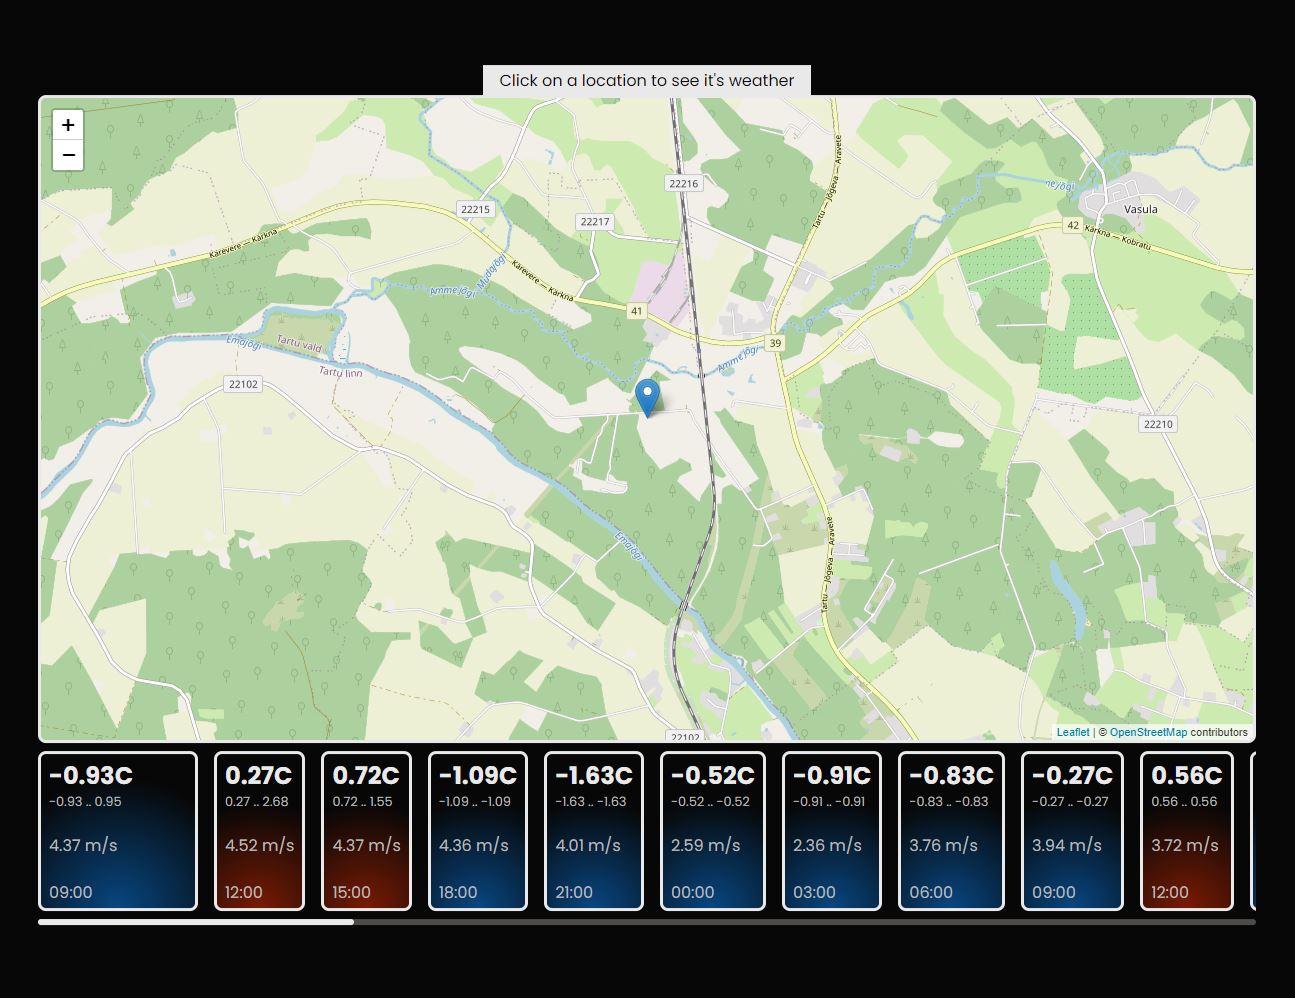 Click on a location to see it's weather
+
−
22216
22215
22217
Vasula
42
Kärkna — Kobratu
Tartu — Jõgeva — Aravete
Kärevere — Kärkna
Mudajõgi
Kärevere — Kärkna
Ammejõgi
41
Emajõgi
Tartu vald
Tartu linn
39
Ammejõgi
22102
22210
Emajõgi
Tartu — Jõgeva — Aravete
22102
Leaflet | © OpenStreetMap contributors
-0.93C
-0.93 .. 0.95
4.37 m/s
09:00
0.27C
0.27 .. 2.68
4.52 m/s
12:00
0.72C
0.72 .. 1.55
4.37 m/s
15:00
-1.09C
-1.09 .. -1.09
4.36 m/s
18:00
-1.63C
-1.63 .. -1.63
4.01 m/s
21:00
-0.52C
-0.52 .. -0.52
2.59 m/s
00:00
-0.91C
-0.91 .. -0.91
2.36 m/s
03:00
-0.83C
-0.83 .. -0.83
3.76 m/s
06:00
-0.27C
-0.27 .. -0.27
3.94 m/s
09:00
0.56C
0.56 .. 0.56
3.72 m/s
12:00